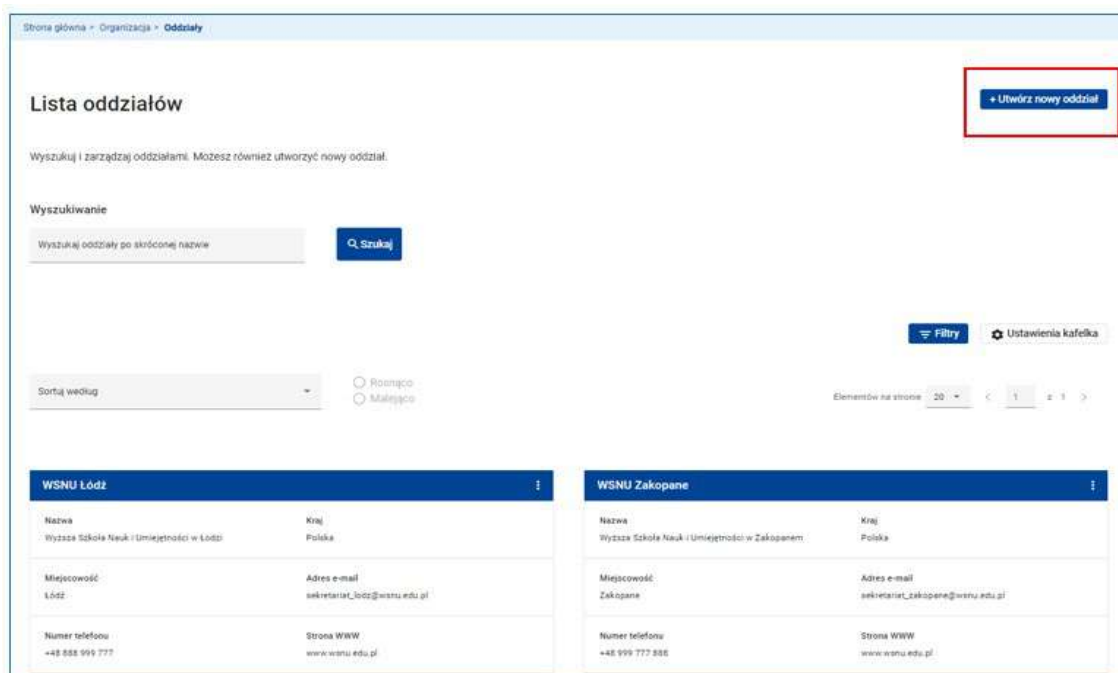 Strona główna > Organizacja > Oddziały
+ Utwórz nowy oddział
Lista oddziałów
Wyszukuj i zarządzaj oddziałami. Możesz również utworzyć nowy oddział.
Wyszukiwanie
Wyszukaj oddziały po skróconej nazwie
Szukaj
Filtry
Ustawienia kafelka
Sortuj według
Rosnąco
Malejąco
Elementów na stronie 20 < 1 z 1 >
WSNU Łódź
Nazwa Kraj
Wyższa Szkoła Nauk i Umiejętności w Łodzi Polska
Miejscowość Adres e-mail
Łódź sekretariat_lodz@wsnu.edu.pl
Numer telefonu Strona WWW
+48 888 999 777 www.wsnu.edu.pl
WSNU Zakopane
Nazwa Kraj
Wyższa Szkoła Nauk i Umiejętności w Zakopanem Polska
Miejscowość Adres e-mail
Zakopane sekretariat_zakopane@wsnu.edu.pl
Numer telefonu Strona WWW
+48 999 777 888 www.wsnu.edu.pl